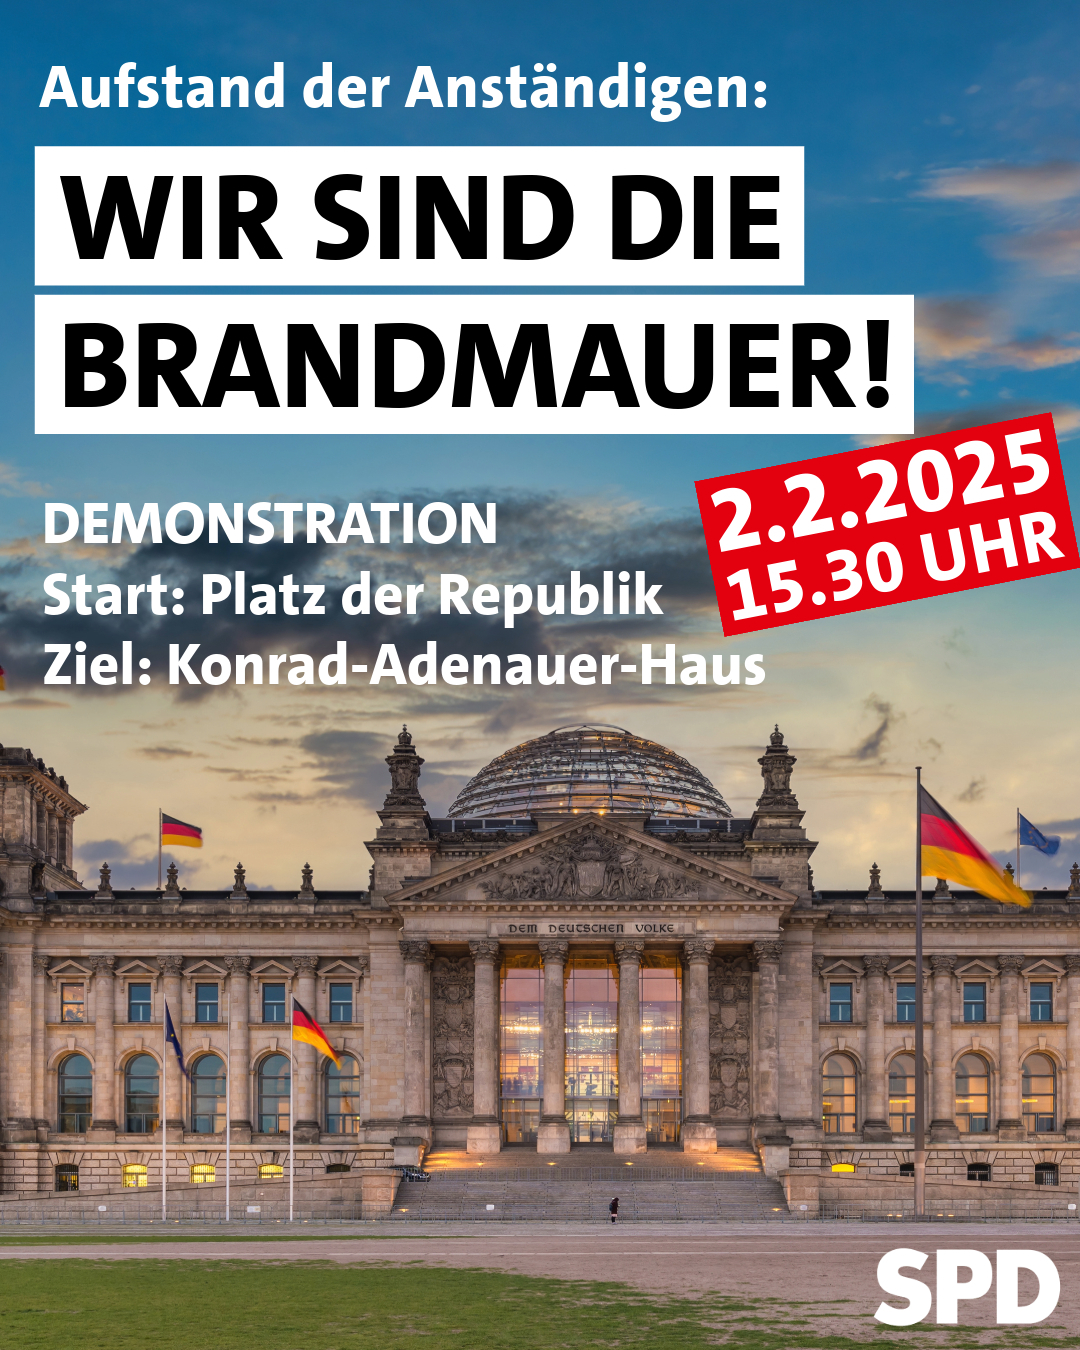 Aufstand der Anständigen:
WIR SIND DIE
BRANDMAUER!
2.2.2025
15.30 UHR
DEMONSTRATION
Start: Platz der Republik
Ziel: Konrad-Adenauer-Haus
DEM DEUTSCHEN VOLKE
SPD